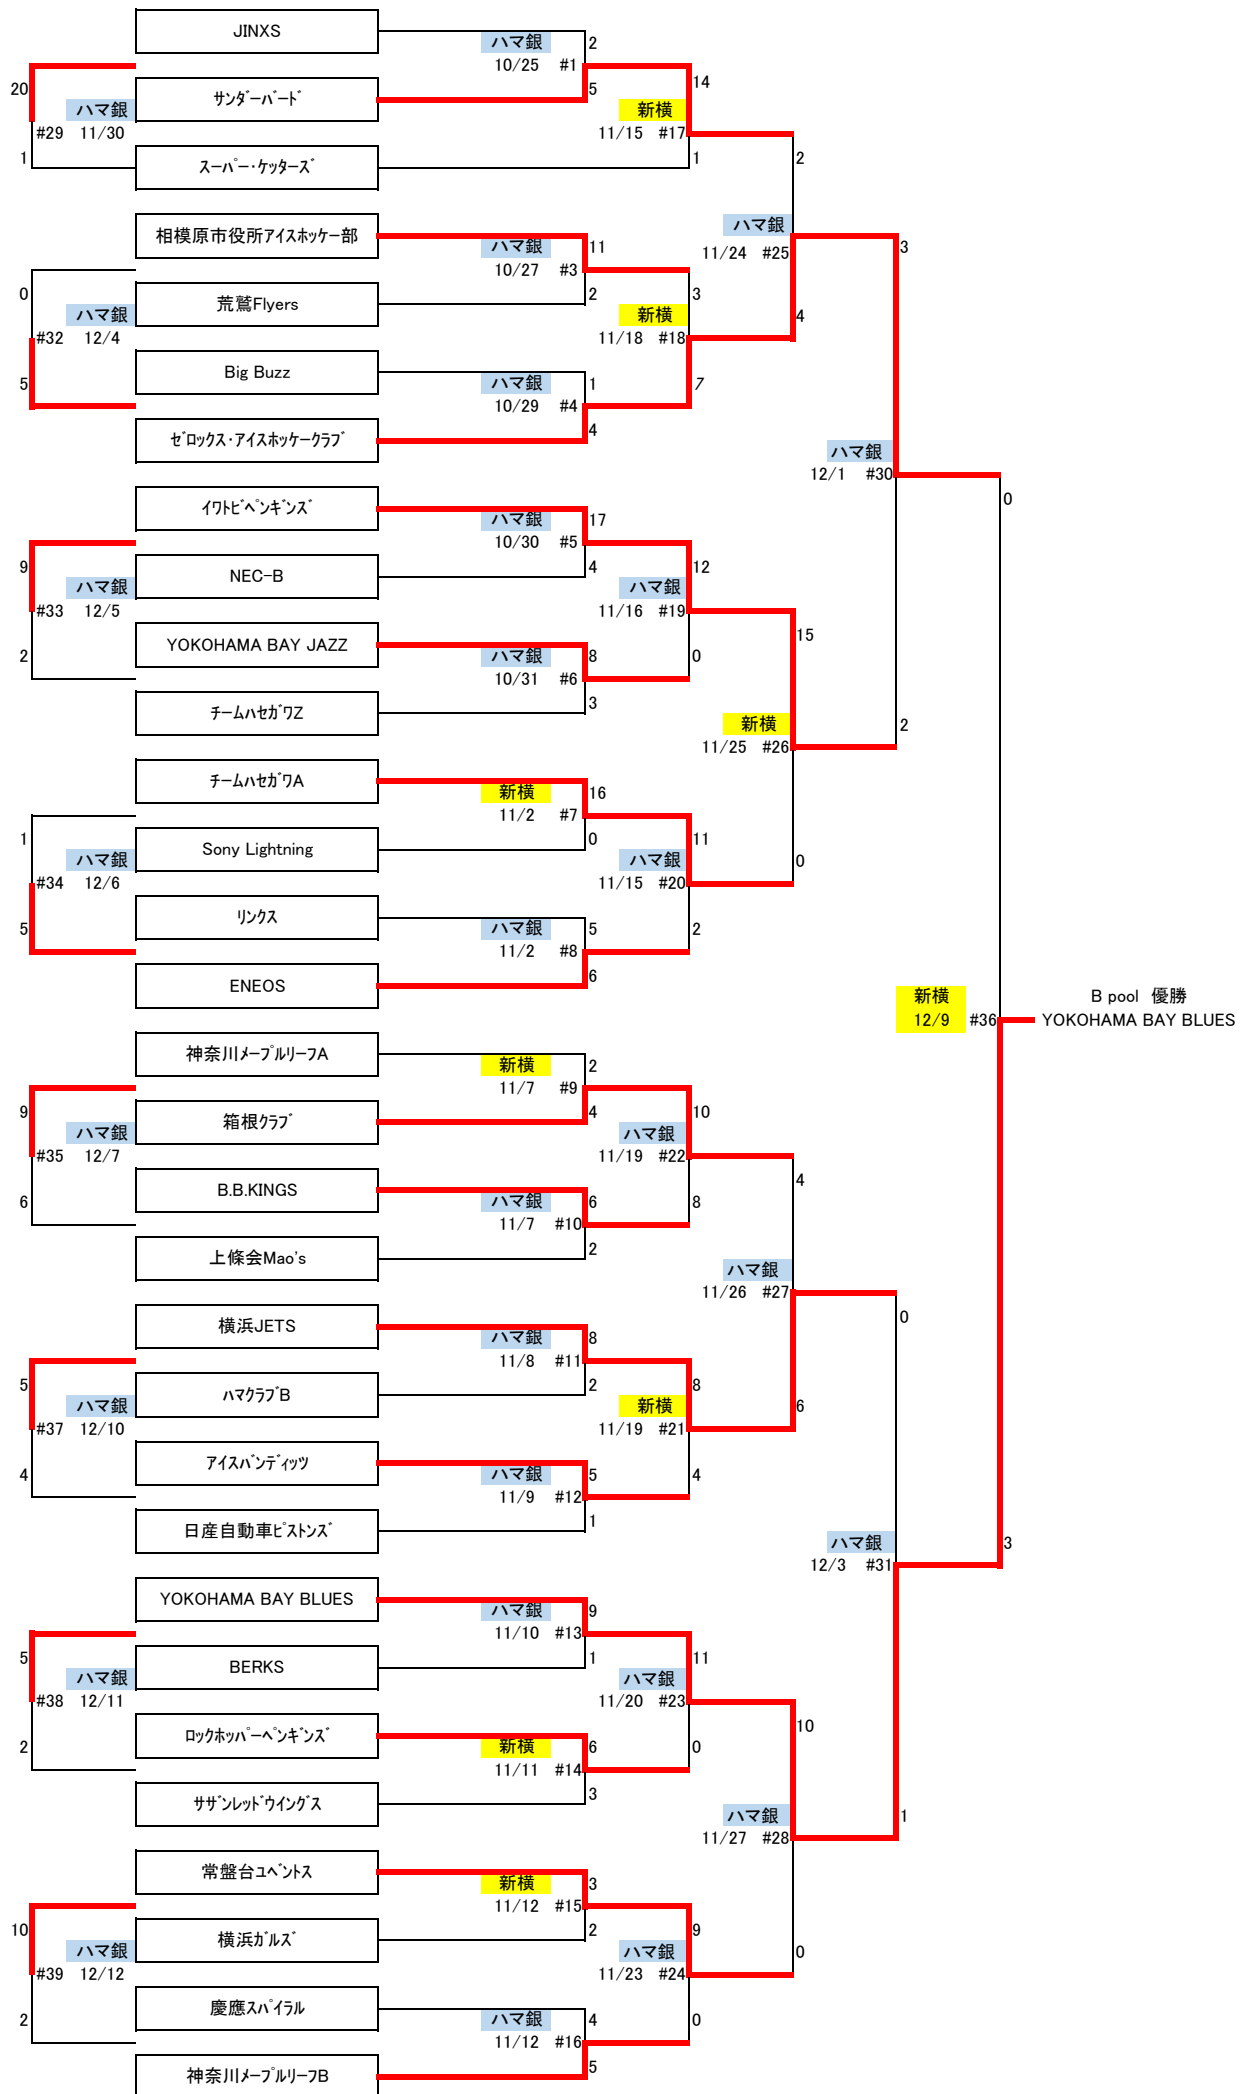 JINXS
ハマ銀 2
10/25 #1
20 サンダーバード 5 14
ハマ銀 新横
#29 11/30 11/15 #17
1 スーパー・ケッターズ 1 2
相模原市役所アイスホッケー部 ハマ銀
ハマ銀 11 11/24 #25 3
10/27 #3
0 荒鷲Flyers 2 3
ハマ銀 新横 4
#32 12/4 11/18 #18
Big Buzz
5 ハマ銀 1 7
10/29 #4
ゼロックス・アイスホッケークラブ 4
ハマ銀
12/1 #30
イワトビペンギンズ 0
ハマ銀 17
10/30 #5
9 NEC-B 4 12
ハマ銀 ハマ銀
#33 12/5 11/16 #19
YOKOHAMA BAY JAZZ 15
2 ハマ銀 8 0
10/31 #6
チームハセガワZ 3
新横 2
11/25 #26
チームハセガワA
新横 16
11/2 #7
1 Sony Lightning 0 11
ハマ銀 ハマ銀 0
#34 12/6 11/15 #20
リンクス
5 ハマ銀 5 2
11/2 #8
ENEOS 6
新横 B pool 優勝
12/9 #36 YOKOHAMA BAY BLUES
神奈川メープルリーフA
新横 2
11/7 #9
9 箱根クラブ 4 10
ハマ銀 ハマ銀
#35 12/7 11/19 #22
B.B.KINGS 4
6 ハマ銀 6 8
11/7 #10
上條会Mao's 2
ハマ銀
11/26 #27
横浜JETS 0
ハマ銀 8
11/8 #11
5 ハマクラブB 2 8
ハマ銀 新横 6
#37 12/10 11/19 #21
アイスバンディッツ
4 ハマ銀 5 4
11/9 #12
日産自動車ピストンズ 1
ハマ銀 3
12/3 #31
YOKOHAMA BAY BLUES
ハマ銀 9
11/10 #13
5 BERKS 1 11
ハマ銀 ハマ銀
#38 12/11 11/20 #23
ロックホッパーペンギンズ 10
2 新横 6 0
11/11 #14
サザンレッドウイングス 3
ハマ銀 1
11/27 #28
常盤台ユベントス
新横 3
11/12 #15
10 横浜ガルズ 2 9
ハマ銀 ハマ銀 0
#39 12/12 11/23 #24
慶應スパイラル
2 ハマ銀 4 0
11/12 #16
神奈川メープルリーフB 5